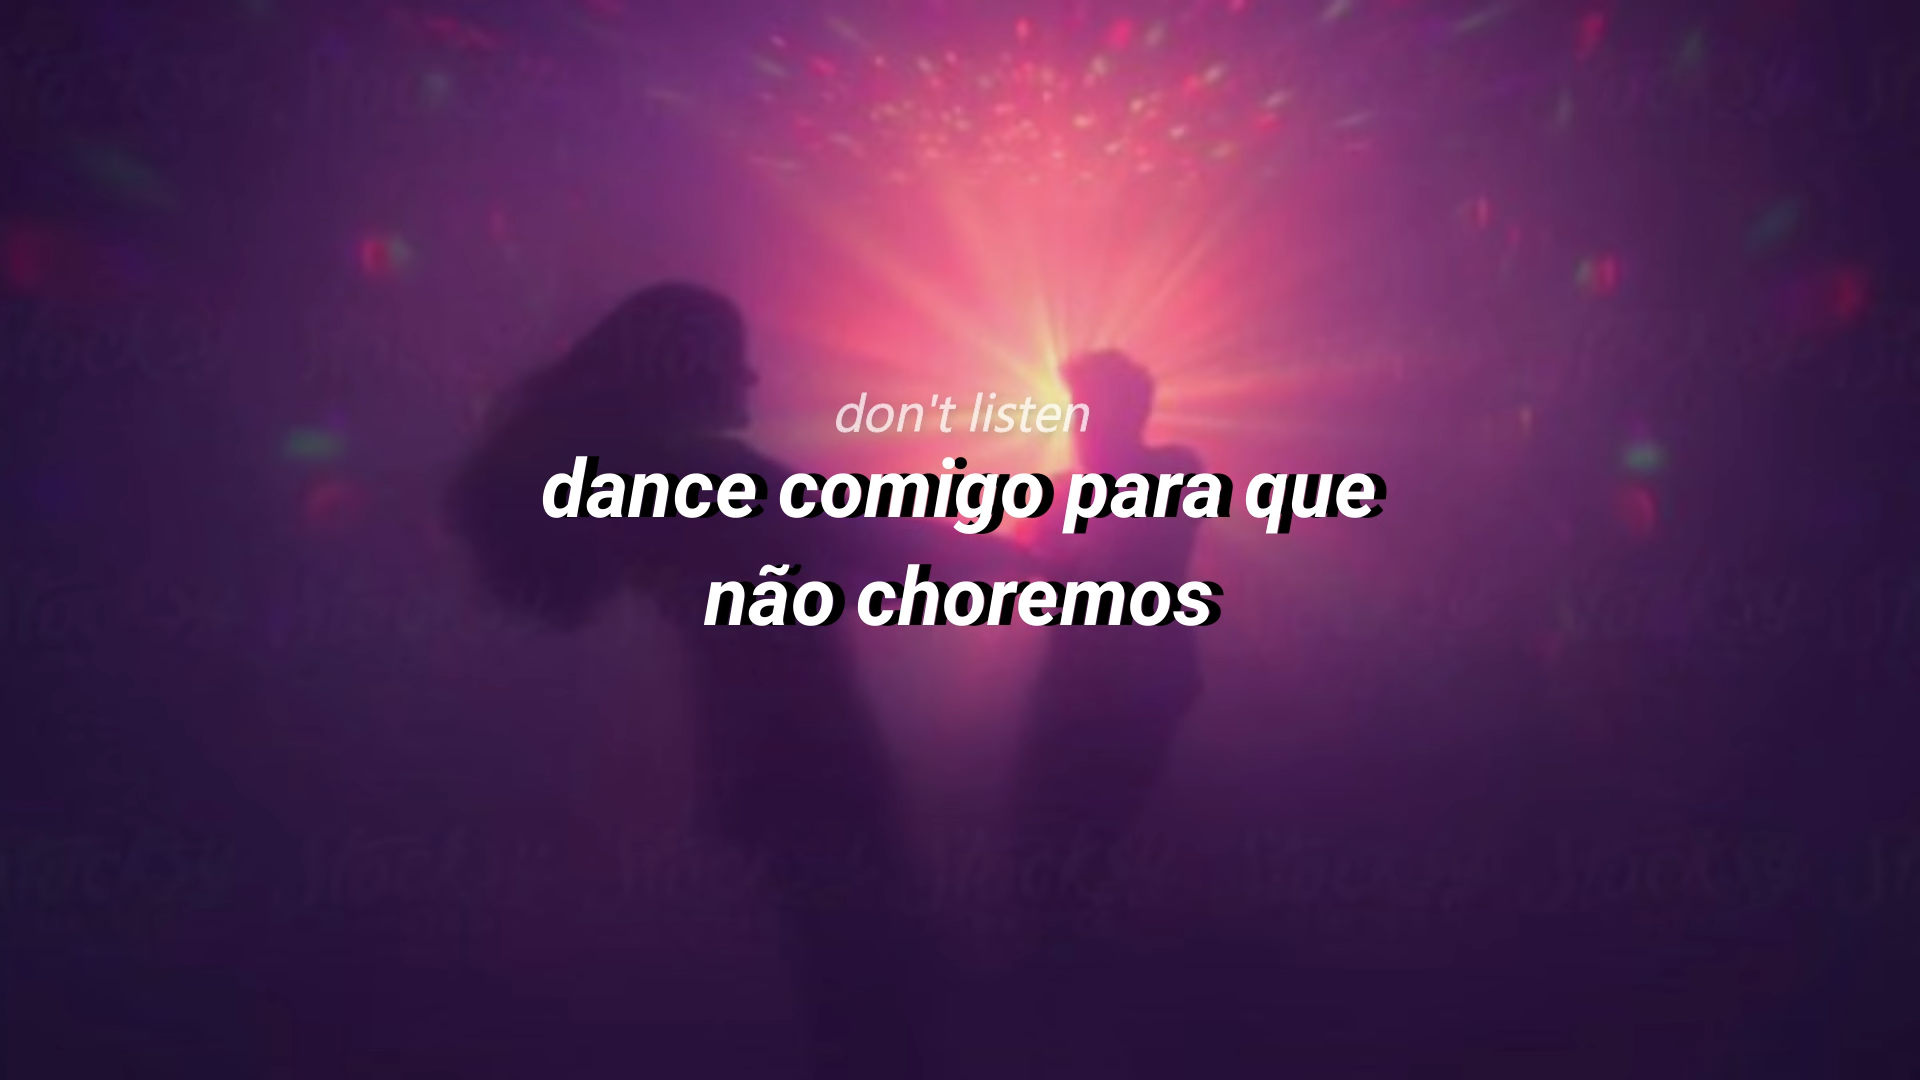 don't listen
dance comigo para que
não choremos